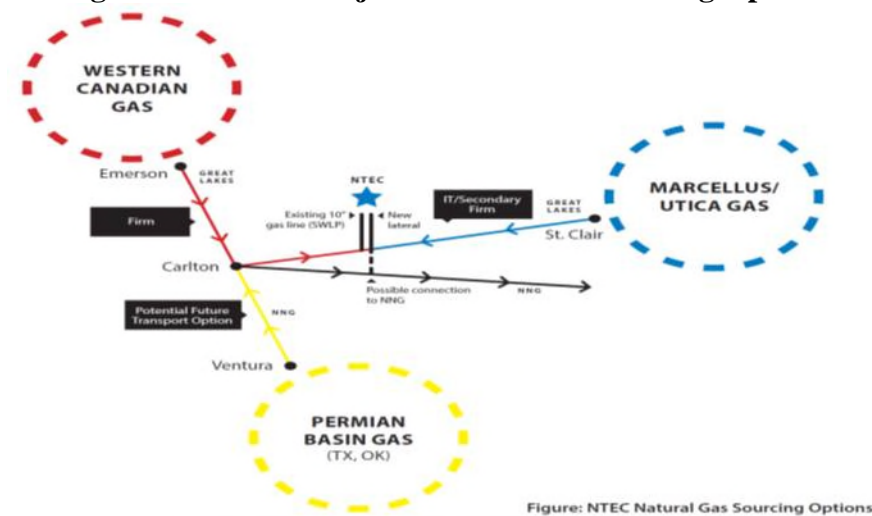 WESTERN
CANADIAN
GAS
Emerson
GREAT
LAKES
NTEC
IT/Secondary
Firm
GREAT
LAKES
MARCELLUS/
UTICA GAS
Firm
Existing 10"
gas line (SWLP)
New
lateral
St. Clair
Carlton
Possible connection
to NNG
NNG
Potential Future
Transport Option
NNG
Ventura
PERMIAN
BASIN GAS
(TX, OK)
Figure: NTEC Natural Gas Sourcing Options